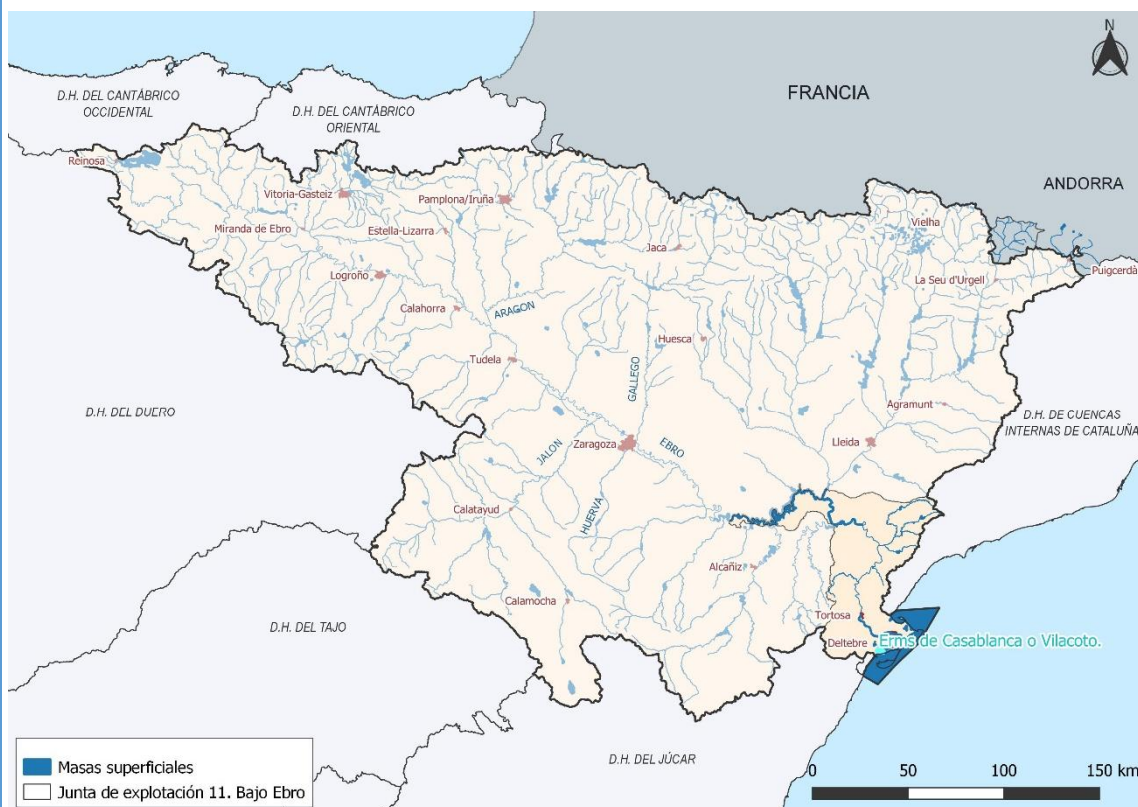 N
FRANCIA
D.H. DEL CANTÁBRICO
OCCIDENTAL
D.H. DEL CANTÁBRICO
ORIENTAL
Reinosa
ANDORRA
Vitoria-Gasteiz
Pamplona/Iruña
Vielha
Miranda de Ebro
Estella-Lizarra
Jaca
Puigcerdà
La Seu d'Urgell
Logroño
Calahorra
ARAGON
Huesca
Tudela
GALLEGO
D.H. DEL DUERO
Agramunt
D.H. DE CUENCAS
INTERNAS DE CATALUÑA
Zaragoza
EBRO
Lleida
JALON
HUERVA
Calatayud
Alcañiz
Calamocha
D.H. DEL TAJO
Tortosa
Deltebre
Erms de Casablanca o Vilacoto.
D.H. DEL JÚCAR
Masas superficiales
Junta de explotación 11. Bajo Ebro
0 50 100 150 km